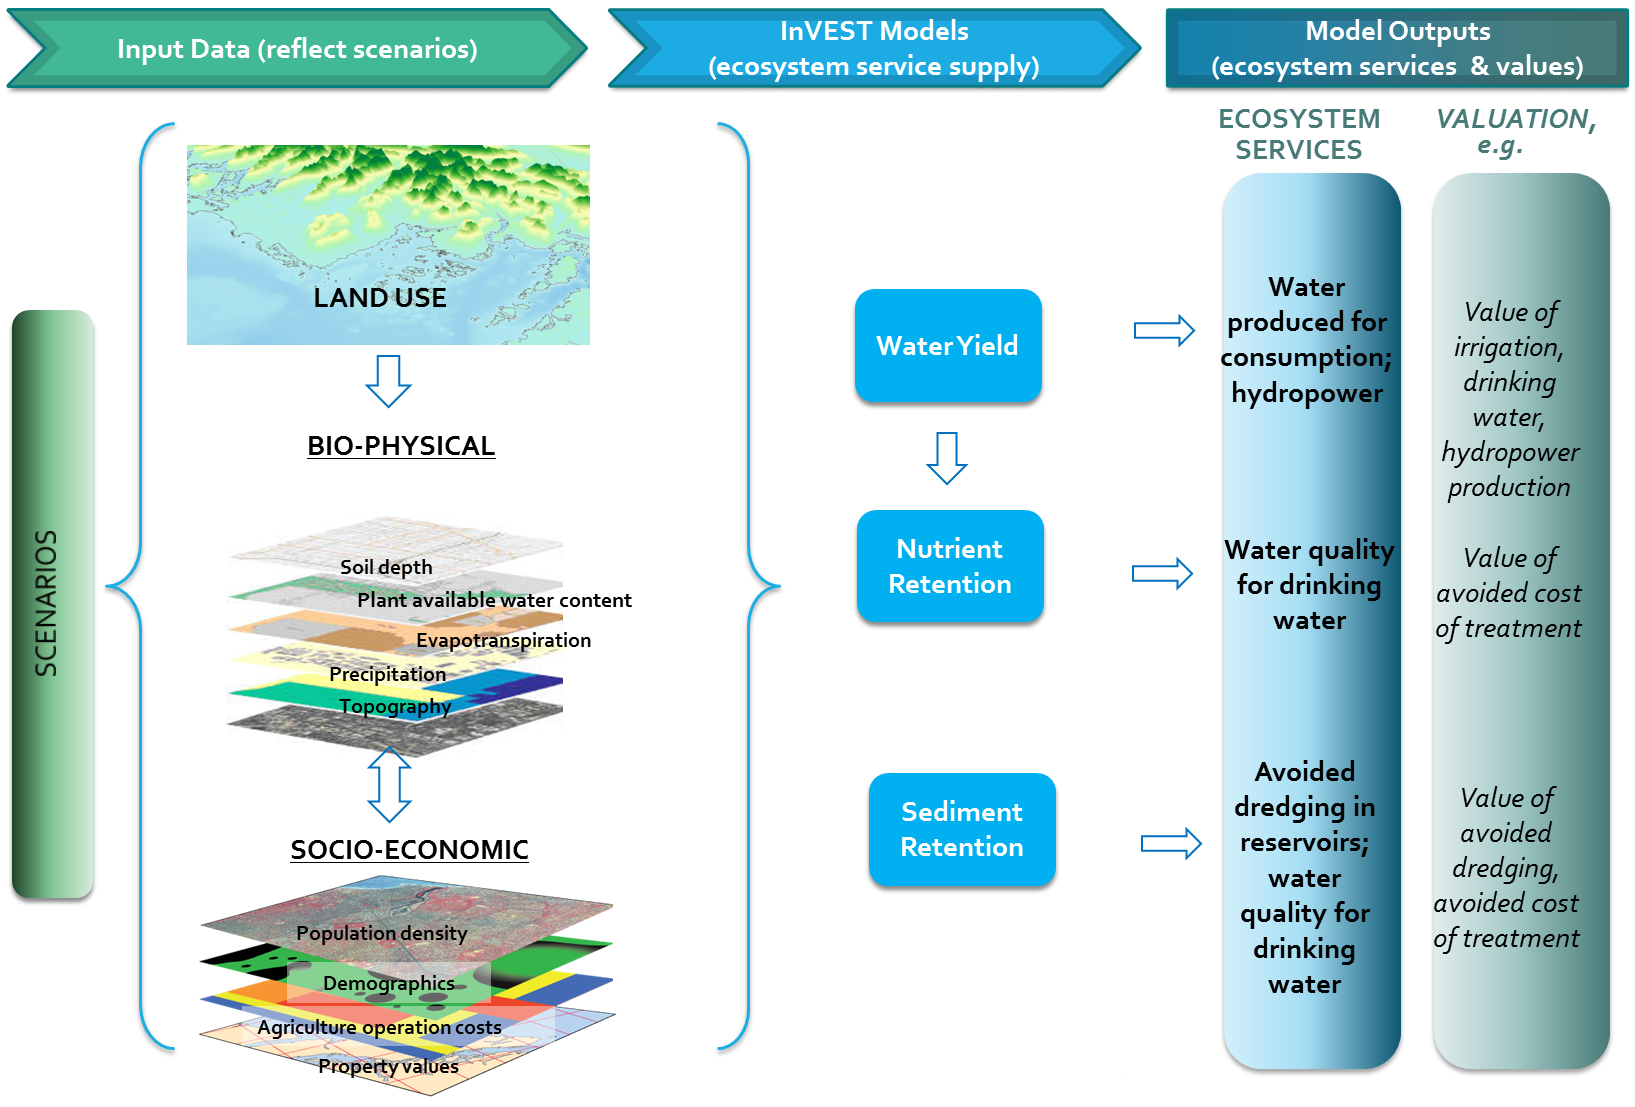 Input Data (reflect scenarios)
InVEST Models
(ecosystem service supply)
Model Outputs
(ecosystem services & values)
SCENARIOS
LAND USE
BIO-PHYSICAL
Soil depth
Plant available water content
Evapotranspiration
Precipitation
Topography
SOCIO-ECONOMIC
Population density
Demographics
Agriculture operation costs
Property values
Water Yield
Nutrient
Retention
Sediment
Retention
ECOSYSTEM
SERVICES
Water
produced for
consumption;
hydropower
Water quality
for drinking
water
Avoided
dredging in
reservoirs;
water
quality for
drinking
water
VALUATION,
e.g.
Value of
irrigation,
drinking
water,
hydropower
production
Value of
avoided cost
of treatment
Value of
avoided
dredging,
avoided cost
of treatment